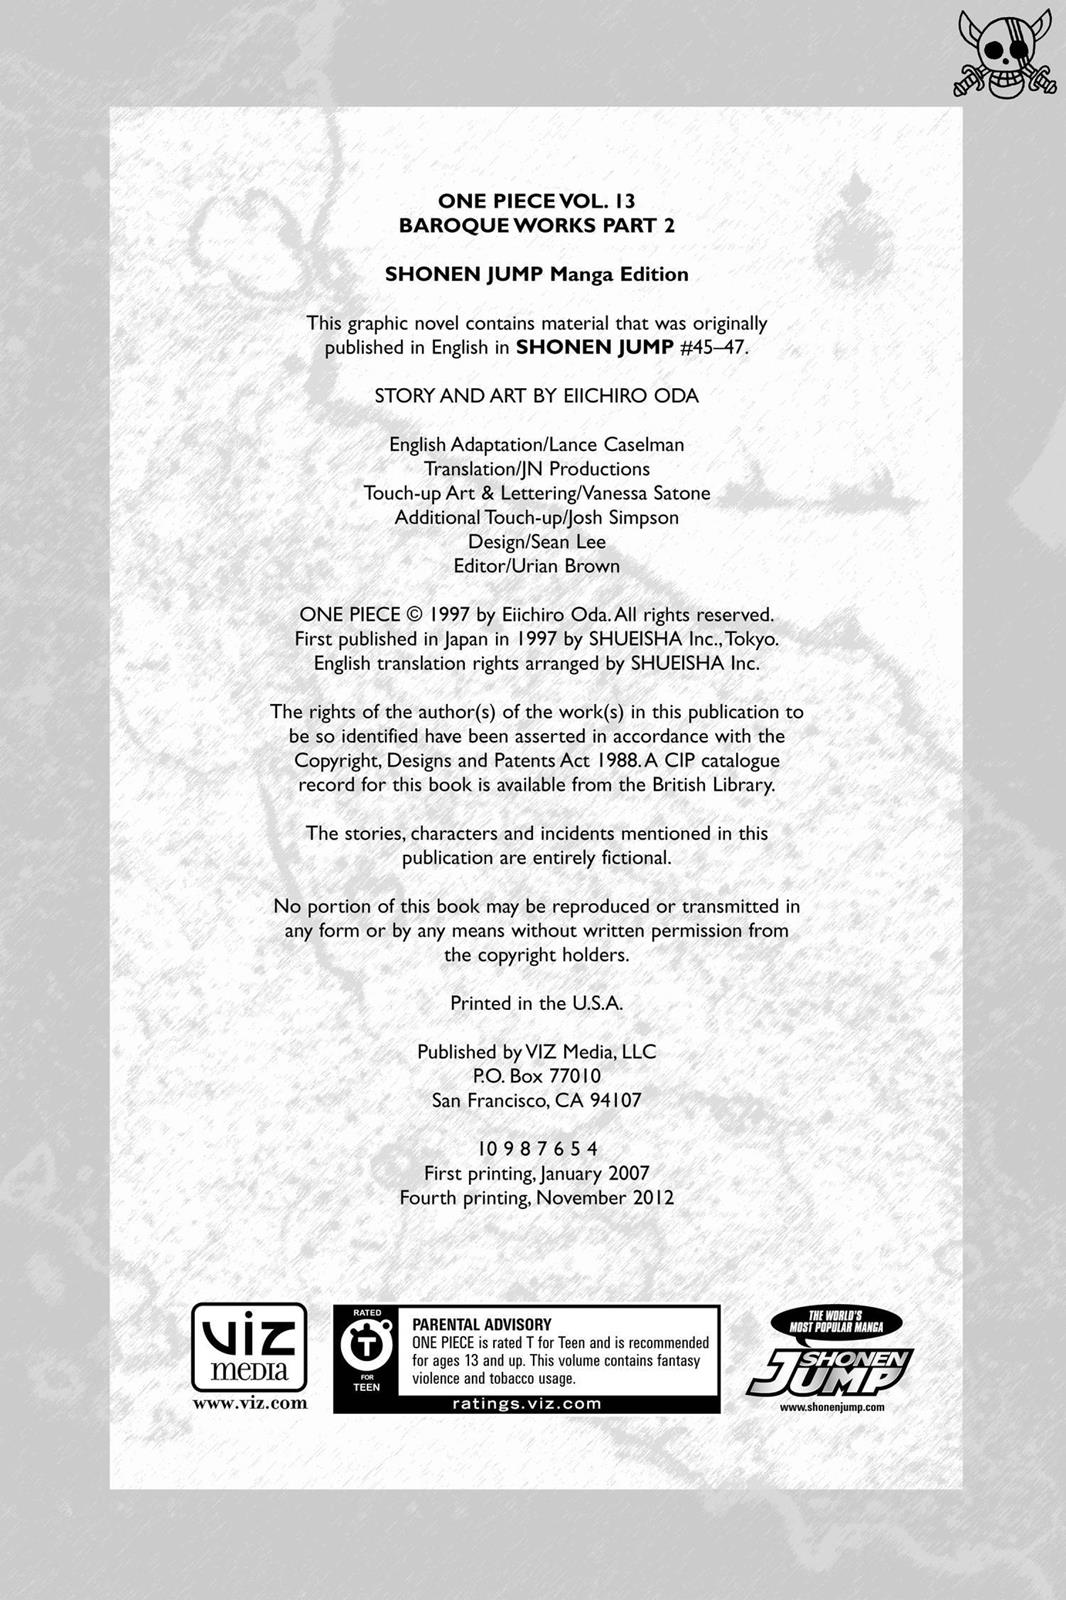 ONE PIECE VOL. 13
BAROQUE WORKS PART 2
SHONEN JUMP Manga Edition
This graphic novel contains material that was originally
published in English in SHONEN JUMP #45–47.
STORY AND ART BY EIICHIRO ODA
English Adaptation/Lance Caselman
Translation/JN Productions
Touch-up Art & Lettering/Vanessa Satone
Additional Touch-up/Josh Simpson
Design/Sean Lee
Editor/Urian Brown
ONE PIECE © 1997 by Eiichiro Oda. All rights reserved.
First published in Japan in 1997 by SHUEISHA Inc., Tokyo.
English translation rights arranged by SHUEISHA Inc.
The rights of the author(s) of the work(s) in this publication to
be so identified have been asserted in accordance with the
Copyright, Designs and Patents Act 1988. A CIP catalogue
record for this book is available from the British Library.
The stories, characters and incidents mentioned in this
publication are entirely fictional.
No portion of this book may be reproduced or transmitted in
any form or by any means without written permission from
the copyright holders.
Printed in the U.S.A.
Published by VIZ Media, LLC
P.O. Box 77010
San Francisco, CA 94107
10 9 8 7 6 5 4
First printing, January 2007
Fourth printing, November 2012
VIZ
MEDIA
www.viz.com
RATED
T
FOR
TEEN
PARENTAL ADVISORY
ONE PIECE is rated T for Teen and is recommended
for ages 13 and up. This volume contains fantasy
violence and tobacco usage.
ratings.viz.com
THE WORLD'S
MOST POPULAR MANGA
SHONEN
JUMP
www.shonenjump.com